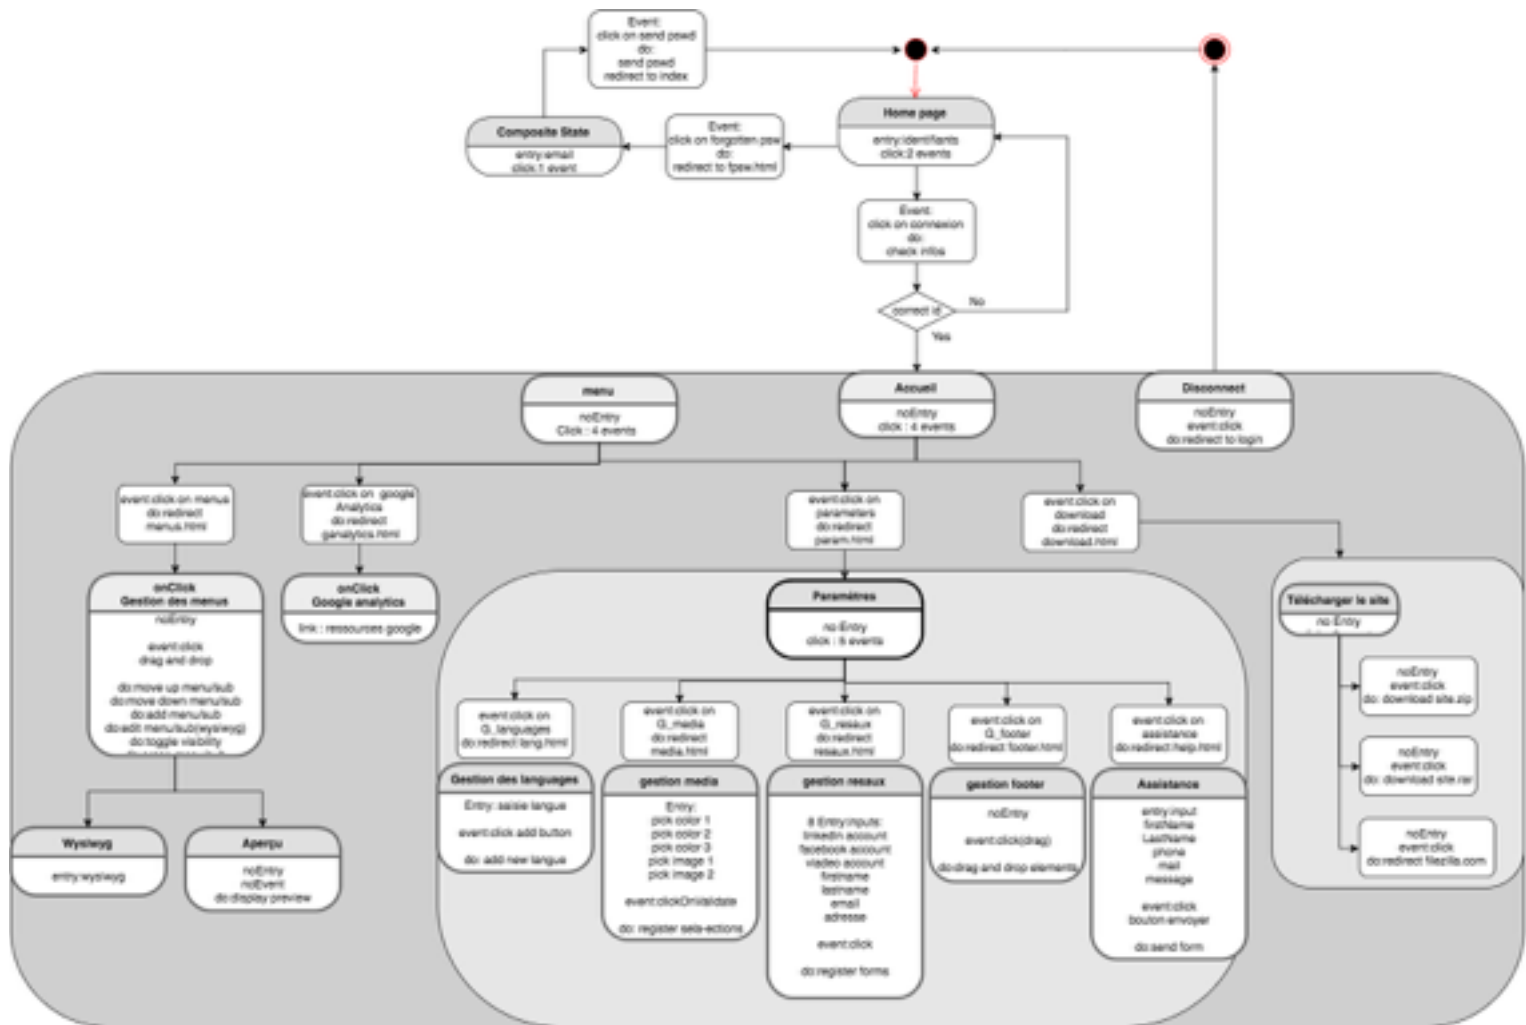 Event:
click on send pswd
do:
send pswd
redirect to index
Composite State
entry:email
click:1 event
Event:
click on forgotten psw
do:
redirect to fpsw.html
Home page
entry:identifiants
click:2 events
Event:
click on connexion
do:
check infos
correct id
No
Yes
menu
noEntry
Click : 4 events
Accueil
noEntry
click : 4 events
Disconnect
noEntry
event:click
do:redirect to login
event:click on menus
do:redirect
menus.html
event:click on google
Analytics
do:redirect
ganalytics.html
event:click on
parameters
do:redirect
param.html
event:click on
download
do:redirect
download.html
onClick
Gestion des menus
noEntry
event:click
drag and drop
do:move up menu/sub
do:move down menu/sub
do:add menu/sub
do:edit menu/sub(wysiwyg)
do:toggle visibility
onClick
Google analytics
link : ressources google
Paramètres
no Entry
click : 5 events
Télécharger le site
no Entry
noEntry
event:click
do: download site.zip
noEntry
event:click
do: download site.rar
noEntry
event:click
do:redirect filezilla.com
event:click on
G_languages
do:redirect lang.html
event:click on
G_media
do:redirect
media.html
event:click on
G_resaux
do:redirect
resaux.html
event:click on
G_footer
do:redirect footer.html
event:click on
assistance
do:redirect help.html
Gestion des languages
Entry: saisie langue
event:click add button
do: add new langue
gestion media
Entry:
pick color 1
pick color 2
pick color 3
pick image 1
pick image 2
event:clickOnValidate
do: register sela-ections
gestion resaux
8 Entry:inputs:
linkedin account
facebook account
viadeo account
firstname
lastname
email
adresse
event:click
do:register forms
gestion footer
noEntry
event:click(drag)
do:drag and drop elements
Assistance
entry:input
firstName
LastName
phone
mail
message
event:click
bouton envoyer
do:send form
Wysiwyg
entry:wysiwyg
Aperçu
noEntry
noEvent
do:display preview